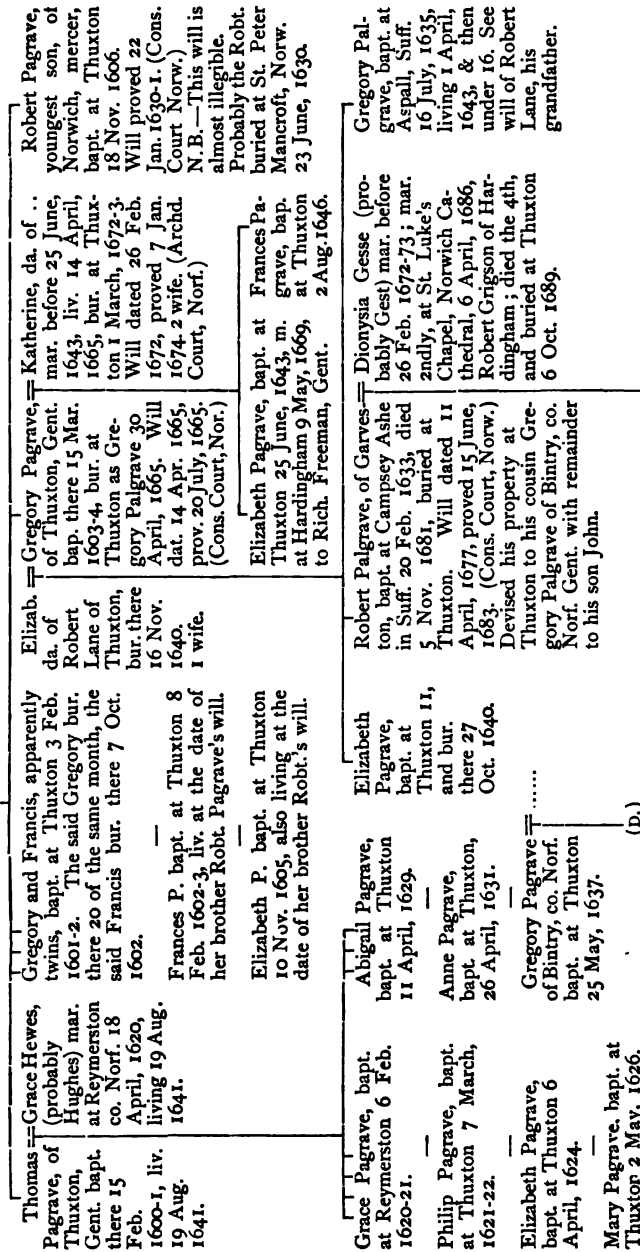 Thomas == Grace Hewes,
Pagrave, of (probably
Thuxton, Hughes) mar.
Gent. bapt. at Reymerston
there 15 co. Norf. 18
Feb. April, 1620,
1600-1, liv. living 19 Aug.
19 Aug. 1641.
1641.
Gregory and Francis, apparently
twins, bapt. at Thuxton 3 Feb.
1601-2. The said Gregory bur.
there 20 of the same month, the
said Francis bur. there 7 Oct.
1602.
—
Frances P. bapt. at Thuxton 8
Feb. 1602-3, liv. at the date of
her brother Robt. Pagrave's will.
—
Elizabeth P. bapt. at Thuxton
10 Nov. 1605, also living at the
date of her brother Robt.'s will.
Elizab. ==
da. of
Robert
Lane of
Thuxton,
bur. there
16 Nov.
1640.
1 wife.
Gregory Pagrave, ==
of Thuxton, Gent.
bap. there 15 Mar.
1603-4, bur. at
Thuxton as Gre-
gory Palgrave 30
April, 1665. Will
dat. 14 Apr. 1665,
prov. 20 July, 1665.
(Cons. Court, Nor.)
Katherine, da. of ..
mar. before 25 June,
1643, liv. 14 April,
1665, bur. at Thux-
ton 1 March, 1672-3.
Will dated 26 Feb.
1672, proved 7 Jan.
1674. 2 wife. (Archd.
Court, Norf.)
Robert Pagrave,
youngest son, of
Norwich, mercer,
bapt. at Thuxton
18 Nov. 1606.
Will proved 22
Jan. 1630-1. (Cons.
Court Norw.)
N.B.—This will is
almost illegible.
Probably the Robt.
buried at St. Peter
Mancroft, Norw.
23 June, 1630.
Elizabeth Pagrave, bapt. at
Thuxton 25 June, 1643, m.
at Hardingham 9 May, 1669,
to Rich. Freeman, Gent.
Frances Pa-
grave, bap.
at Thuxton
2 Aug. 1646.
Grace Pagrave, bapt.
at Reymerston 6 Feb.
1620-21.
—
Philip Pagrave, bapt.
at Thuxton 7 March,
1621-22.
—
Elizabeth Pagrave,
bapt. at Thuxton 6
April, 1624.
—
Mary Pagrave, bapt. at
Thuxton 2 May, 1626.
Abigail Pagrave,
bapt. at Thuxton
11 April, 1629.
—
Anne Pagrave,
bapt. at Thuxton,
26 April, 1631.
—
Gregory Pagrave == ......
of Bintry, co. Norf.
bapt. at Thuxton
25 May, 1637.
(D.)
Elizabeth
Pagrave,
bapt. at
Thuxton 11,
and bur.
there 27
Oct. 1640.
Robert Palgrave, of Garves- ==
ton, bapt. at Campsey Ashe
in Suff. 20 Feb. 1633, died
5 Nov. 1681, buried at
Thuxton. Will dated 11
April, 1677, proved 15 June,
1683. (Cons. Court, Norw.)
Devised his property at
Thuxton to his cousin Gre-
gory Palgrave of Bintry, co.
Norf. Gent. with remainder
to his son John.
Dionysia Gesse (pro-
bably Gest) mar. before
26 Feb. 1672-73; mar.
2ndly, at St. Luke's
Chapel, Norwich Ca-
thedral, 6 April, 1686,
Robert Grigson of Har-
dingham; died the 4th,
and buried at Thuxton
6 Oct. 1689.
Gregory Pal-
grave, bapt. at
Aspall, Suff.
16 July, 1635,
living 1 April,
1643, & then
under 16. See
will of Robert
Lane, his
grandfather.